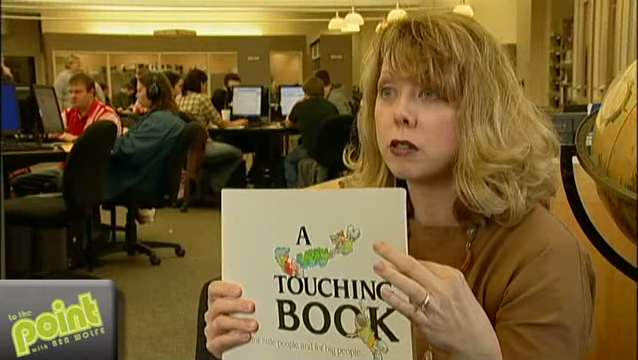 A
TOUCHING
BOOK
for little people and for big people...
to the
point
with BEN WOLFE